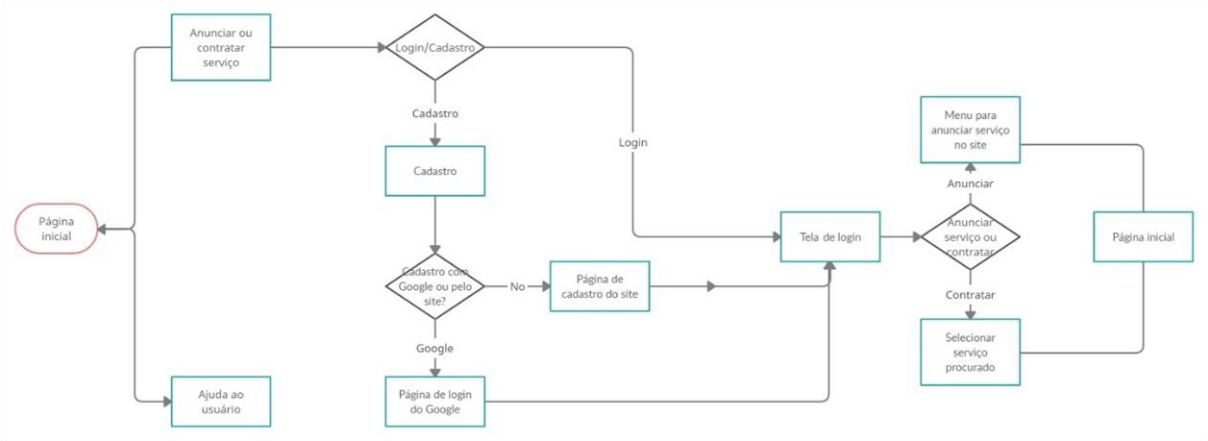 Anunciar ou
contratar
serviço
Login/Cadastro
Cadastro
Login
Cadastro
Página
inicial
Cadastro com
Google ou pelo
site?
No
Página de
cadastro do site
Google
Página de login
do Google
Ajuda ao
usuário
Tela de login
Menu para
anunciar serviço
no site
Anunciar
Anunciar
serviço ou
contratar
Contratar
Selecionar
serviço
procurado
Página inicial